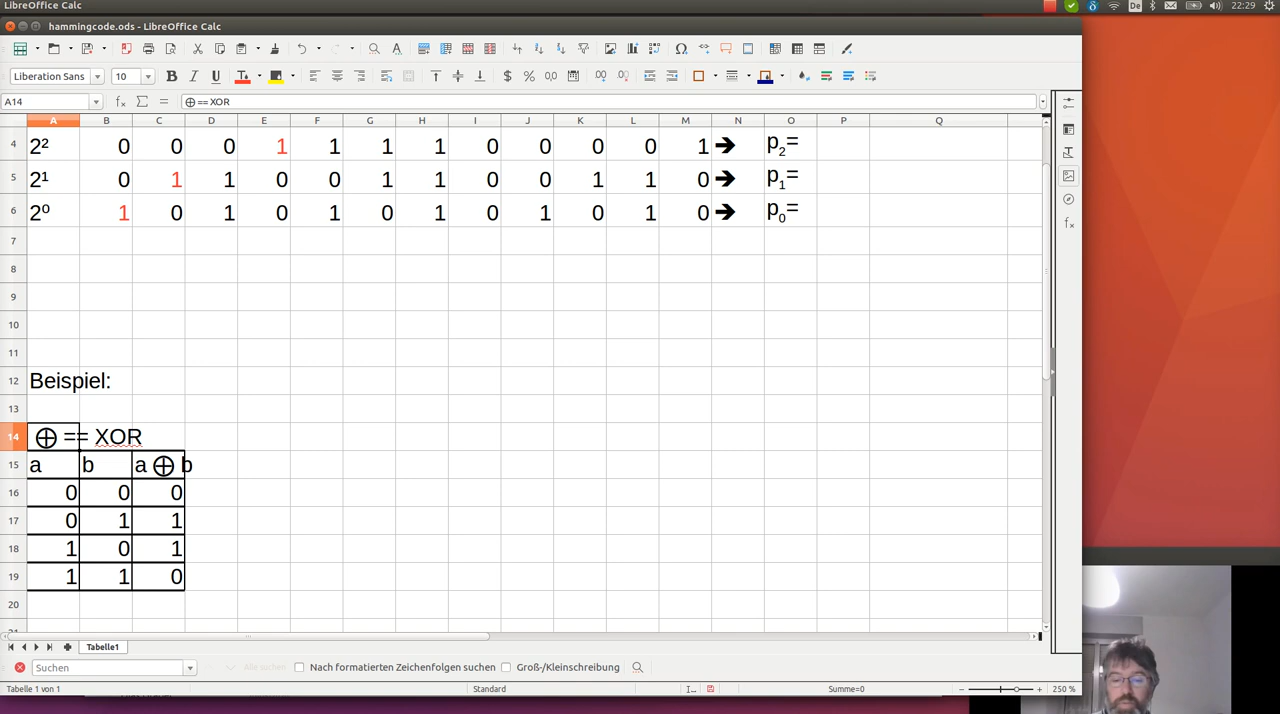 LibreOffice Calc
De
22:29
hammingcode.ods - LibreOffice Calc
Liberation Sans
10
A14
⊕ == XOR
A B C D E F G H I J K L M N O P Q
4 2² 0 0 0 1 1 1 1 0 0 0 0 1 ➔ p₂=
5 2¹ 0 1 1 0 0 1 1 0 0 1 1 0 ➔ p₁=
6 2⁰ 1 0 1 0 1 0 1 0 1 0 1 0 ➔ p₀=
7
8
9
10
11
12 Beispiel:
13
14 ⊕ == XOR
15 a b a ⊕ b
16 0 0 0
17 0 1 1
18 1 0 1
19 1 1 0
20
Tabelle1
Suchen
Alle suchen
Nach formatierten Zeichenfolgen suchen
Groß-/Kleinschreibung
Tabelle 1 von 1
Standard
Summe=0
250 %